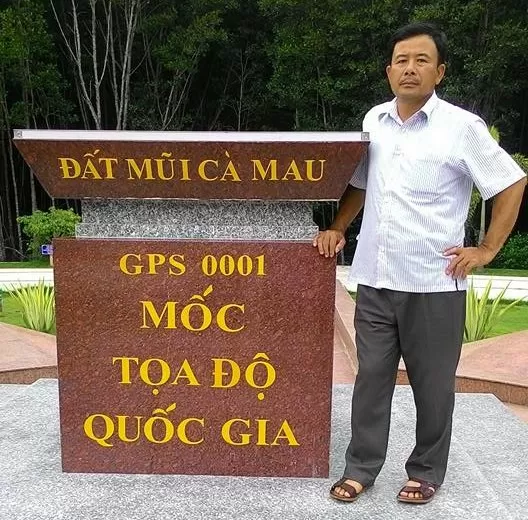 ĐẤT MŨI CÀ MAU
GPS 0001
MỐC
TỌA ĐỘ
QUỐC GIA